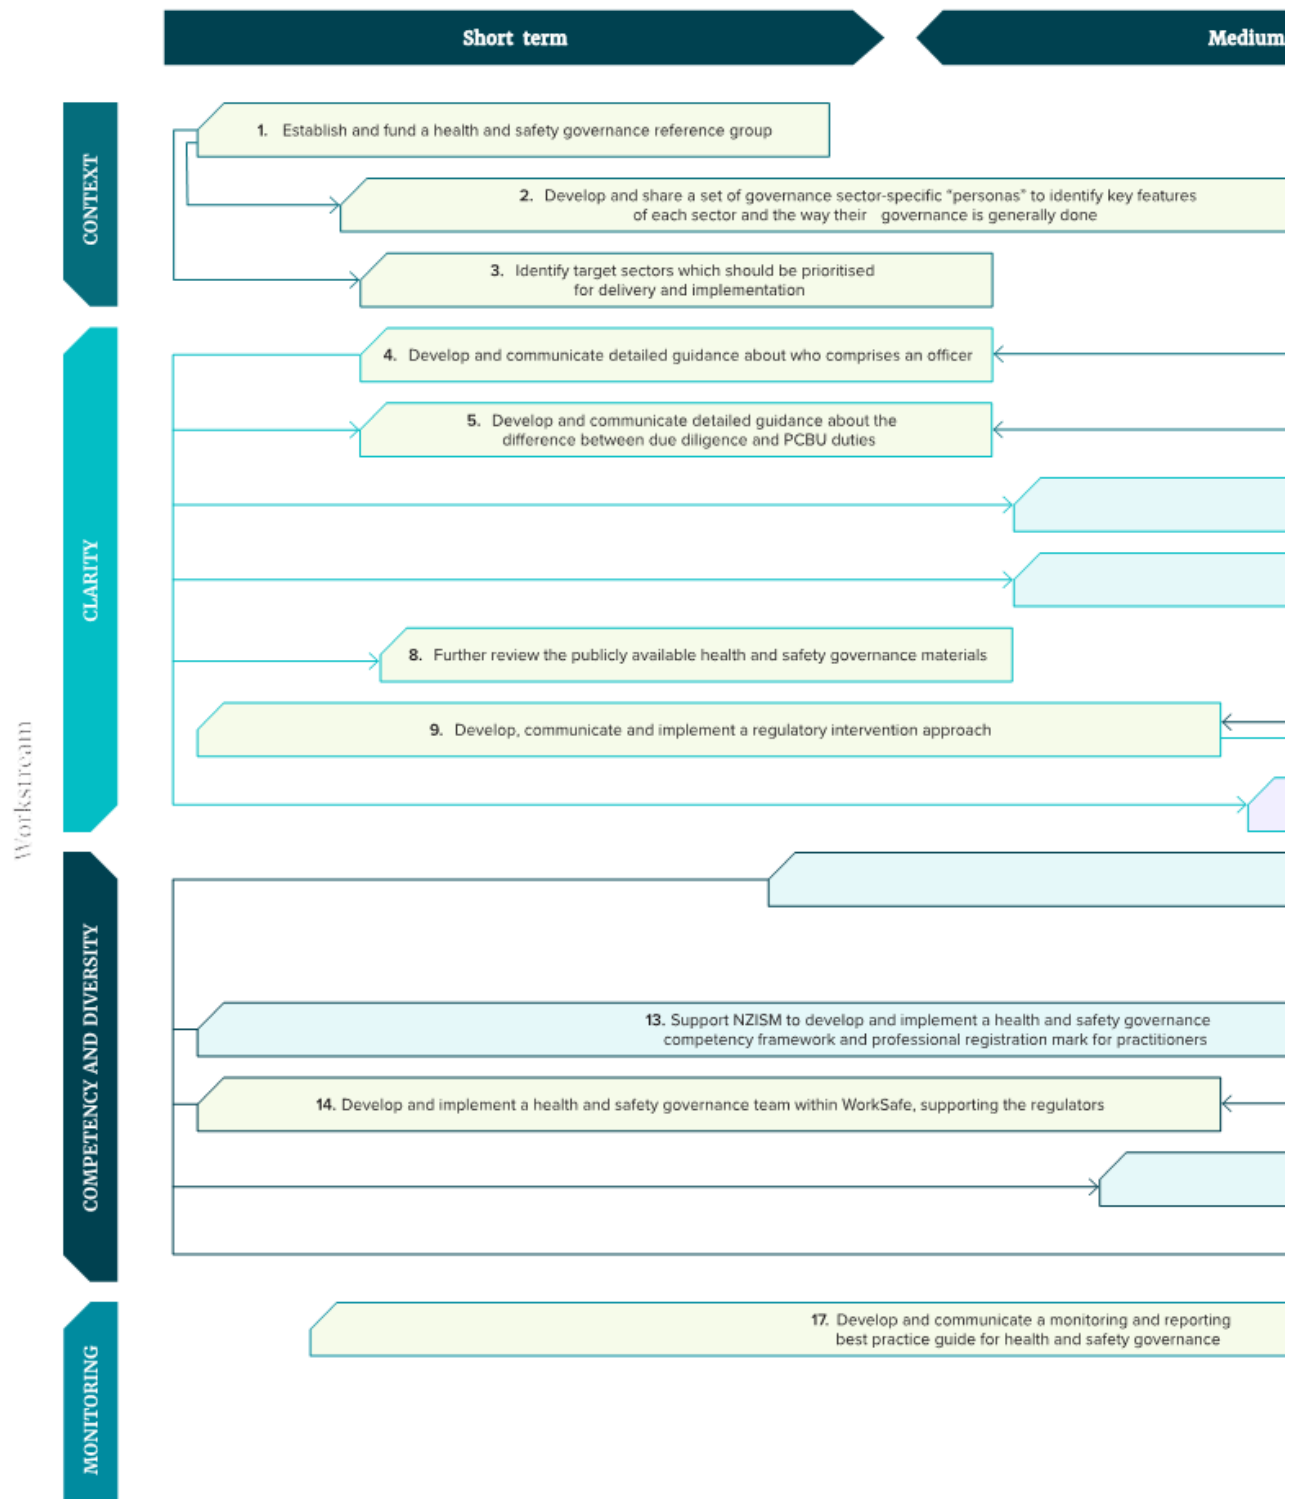 Short term
Medium
CONTEXT
1. Establish and fund a health and safety governance reference group
2. Develop and share a set of governance sector-specific “personas” to identify key features
of each sector and the way their governance is generally done
3. Identify target sectors which should be prioritised
for delivery and implementation
Workstream
CLARITY
4. Develop and communicate detailed guidance about who comprises an officer
5. Develop and communicate detailed guidance about the
difference between due diligence and PCBU duties
8. Further review the publicly available health and safety governance materials
9. Develop, communicate and implement a regulatory intervention approach
COMPETENCY AND DIVERSITY
13. Support NZISM to develop and implement a health and safety governance
competency framework and professional registration mark for practitioners
14. Develop and implement a health and safety governance team within WorkSafe, supporting the regulators
MONITORING
17. Develop and communicate a monitoring and reporting
best practice guide for health and safety governance